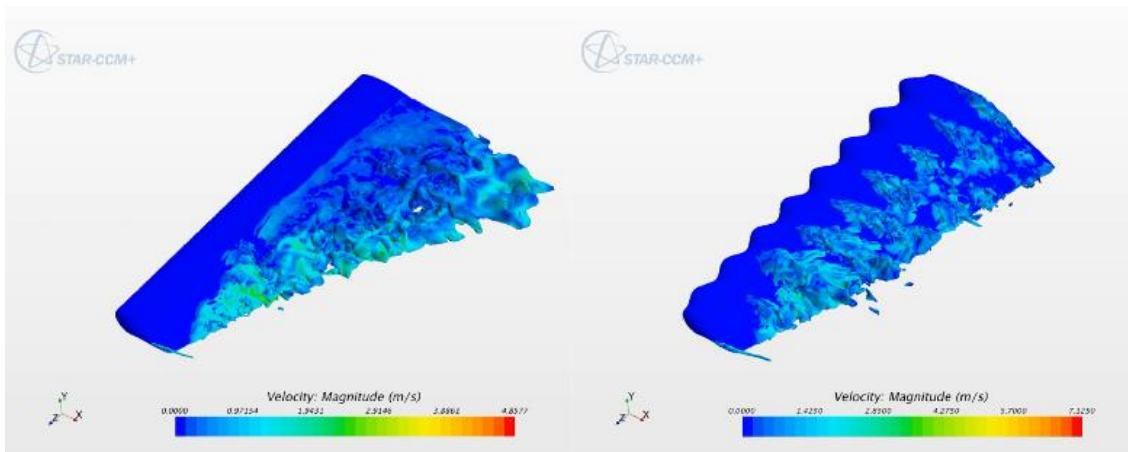 STAR-CCM+
Y
Z X
Velocity: Magnitude (m/s)
0.0000 0.97154 1.9431 2.9146 3.8862 4.8577
STAR-CCM+
Y
Z X
Velocity: Magnitude (m/s)
0.0000 1.4250 2.8500 4.2750 5.7000 7.1250